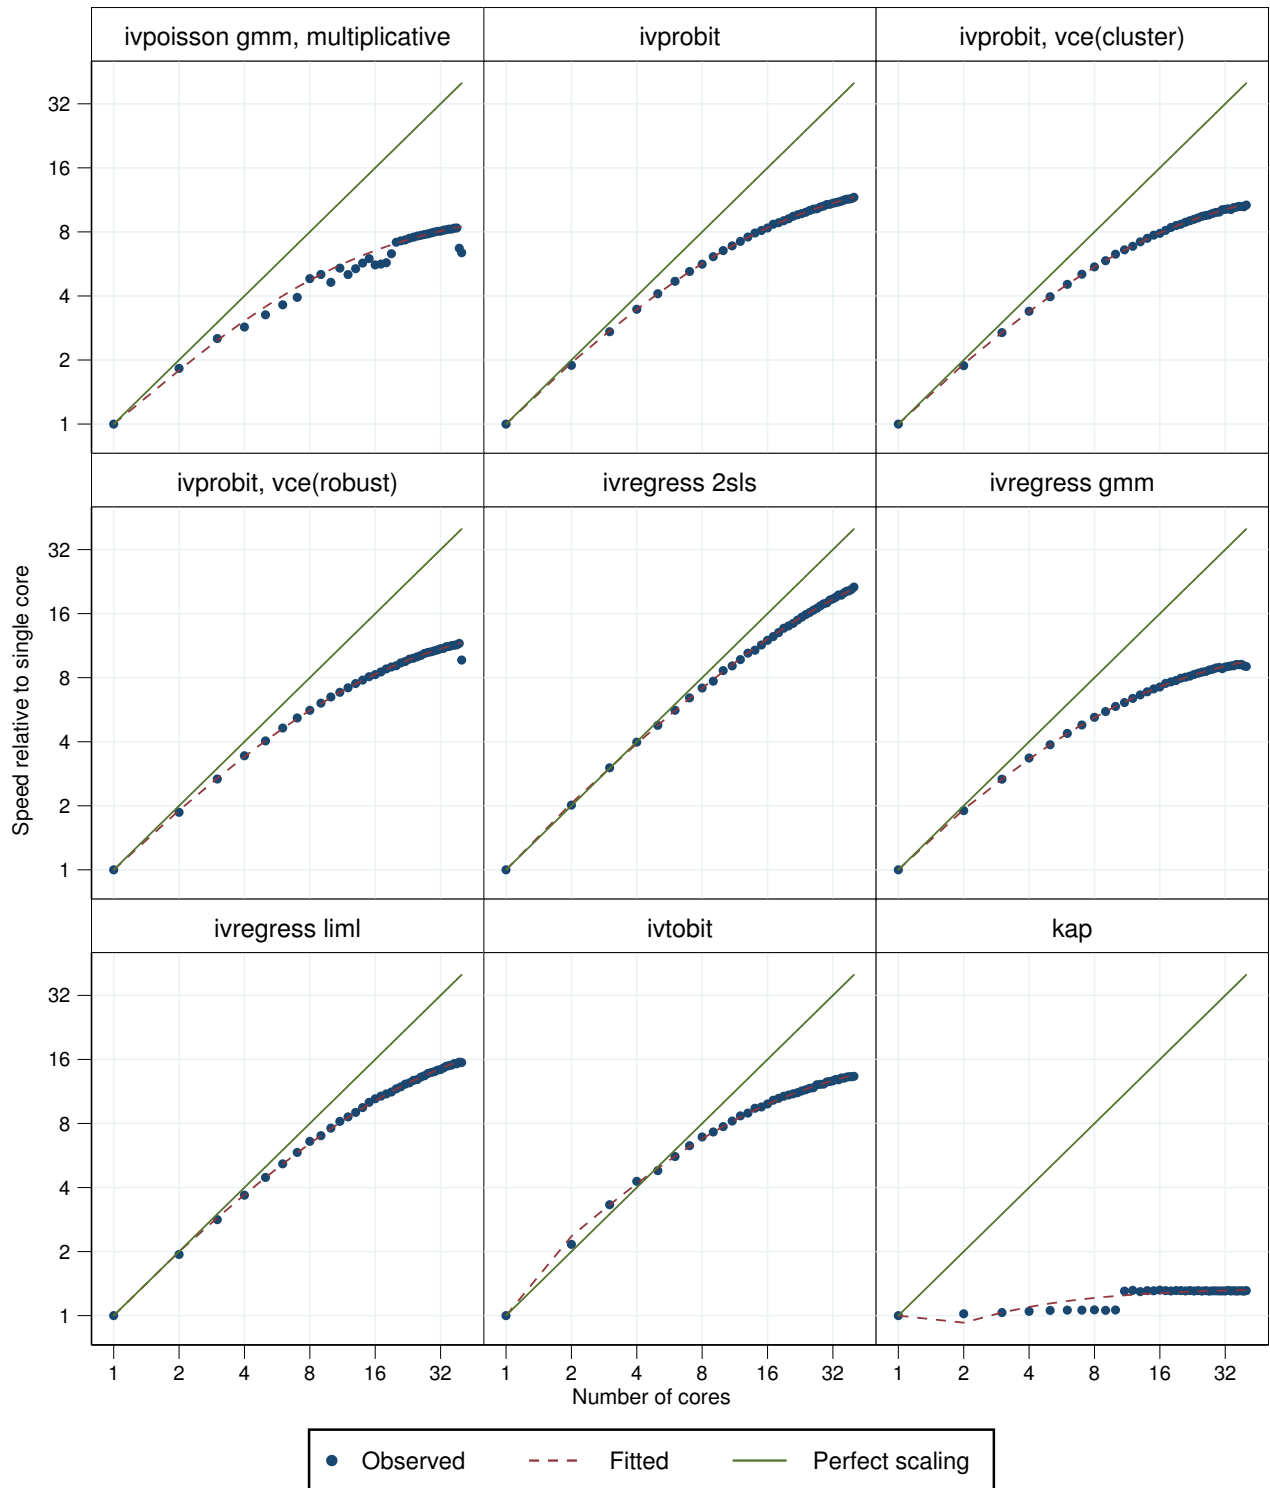 ivpoisson gmm, multiplicative
ivprobit
ivprobit, vce(cluster)
32
16
8
4
2
1
ivprobit, vce(robust)
ivregress 2sls
ivregress gmm
32
16
8
4
2
1
Speed relative to single core
ivregress liml
ivtobit
kap
32
16
8
4
2
1
1 2 4 8 16 32
1 2 4 8 16 32
1 2 4 8 16 32
Number of cores
Observed
Fitted
Perfect scaling